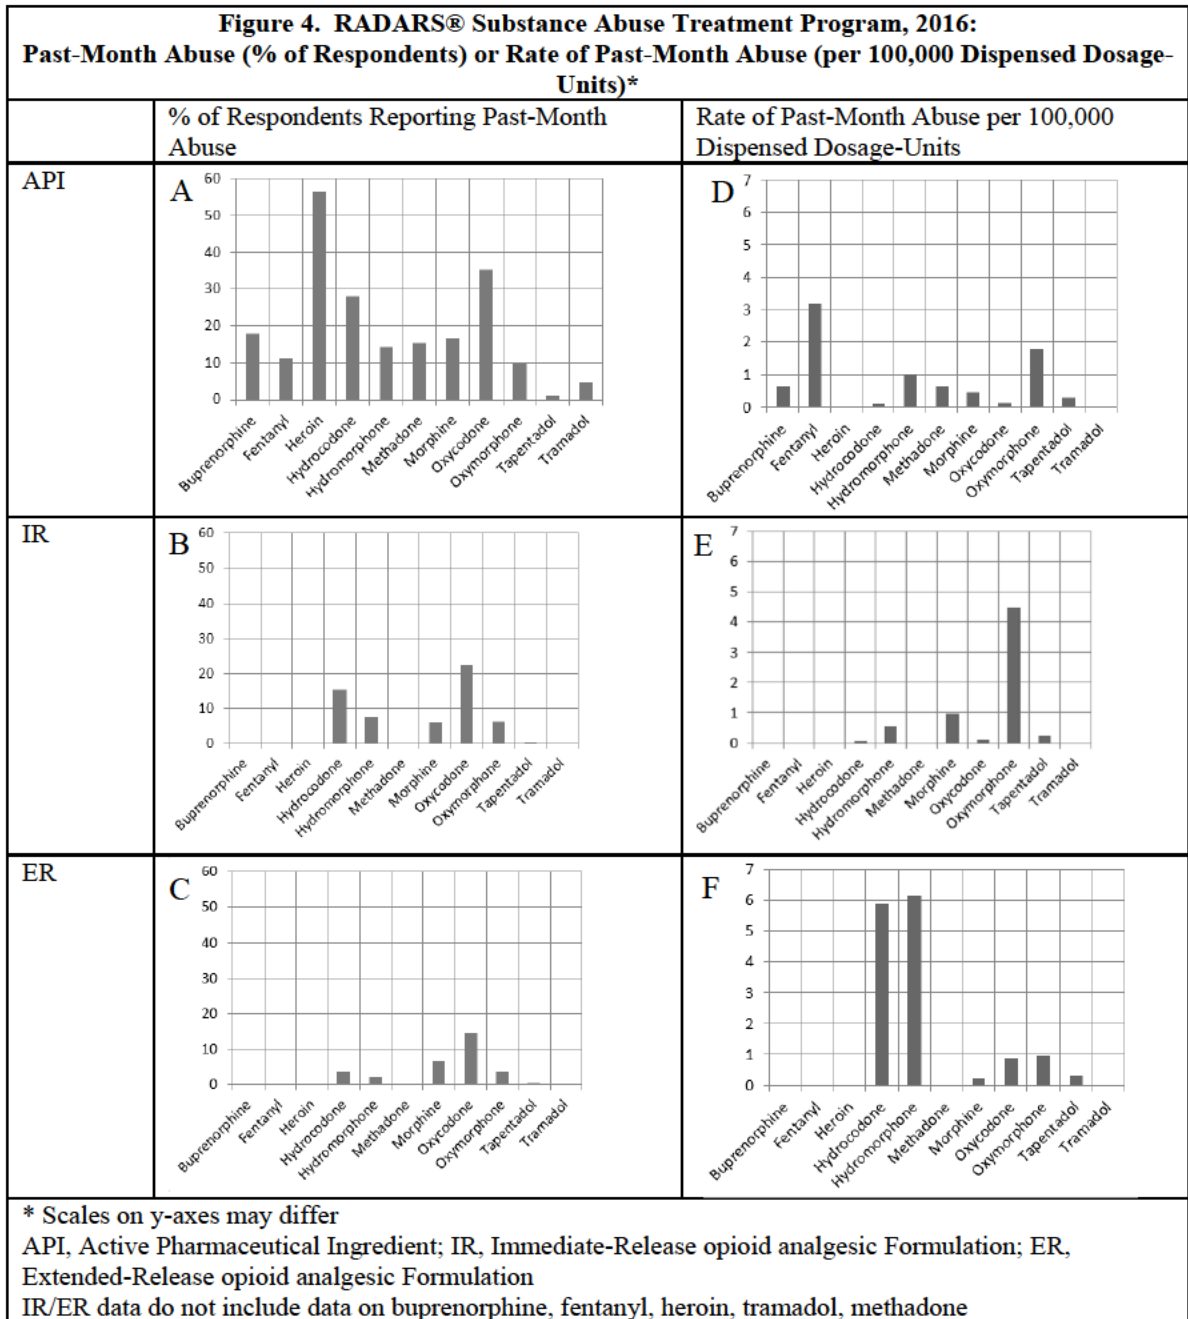 Figure 4. RADARS® Substance Abuse Treatment Program, 2016:
Past-Month Abuse (% of Respondents) or Rate of Past-Month Abuse (per 100,000 Dispensed Dosage-
Units)*
% of Respondents Reporting Past-Month
Abuse
Rate of Past-Month Abuse per 100,000
Dispensed Dosage-Units
API
A
60
50
40
30
20
10
0
Buprenorphine
Fentanyl
Heroin
Hydrocodone
Hydromorphone
Methadone
Morphine
Oxycodone
Oxymorphone
Tapentadol
Tramadol
D
7
6
5
4
3
2
1
0
Buprenorphine
Fentanyl
Heroin
Hydrocodone
Hydromorphone
Methadone
Morphine
Oxycodone
Oxymorphone
Tapentadol
Tramadol
IR
B
60
50
40
30
20
10
0
Buprenorphine
Fentanyl
Heroin
Hydrocodone
Hydromorphone
Methadone
Morphine
Oxycodone
Oxymorphone
Tapentadol
Tramadol
E
7
6
5
4
3
2
1
0
Buprenorphine
Fentanyl
Heroin
Hydrocodone
Hydromorphone
Methadone
Morphine
Oxycodone
Oxymorphone
Tapentadol
Tramadol
ER
C
60
50
40
30
20
10
0
Buprenorphine
Fentanyl
Heroin
Hydrocodone
Hydromorphone
Methadone
Morphine
Oxycodone
Oxymorphone
Tapentadol
Tramadol
F
7
6
5
4
3
2
1
0
Buprenorphine
Fentanyl
Heroin
Hydrocodone
Hydromorphone
Methadone
Morphine
Oxycodone
Oxymorphone
Tapentadol
Tramadol
* Scales on y-axes may differ
API, Active Pharmaceutical Ingredient; IR, Immediate-Release opioid analgesic Formulation; ER,
Extended-Release opioid analgesic Formulation
IR/ER data do not include data on buprenorphine, fentanyl, heroin, tramadol, methadone